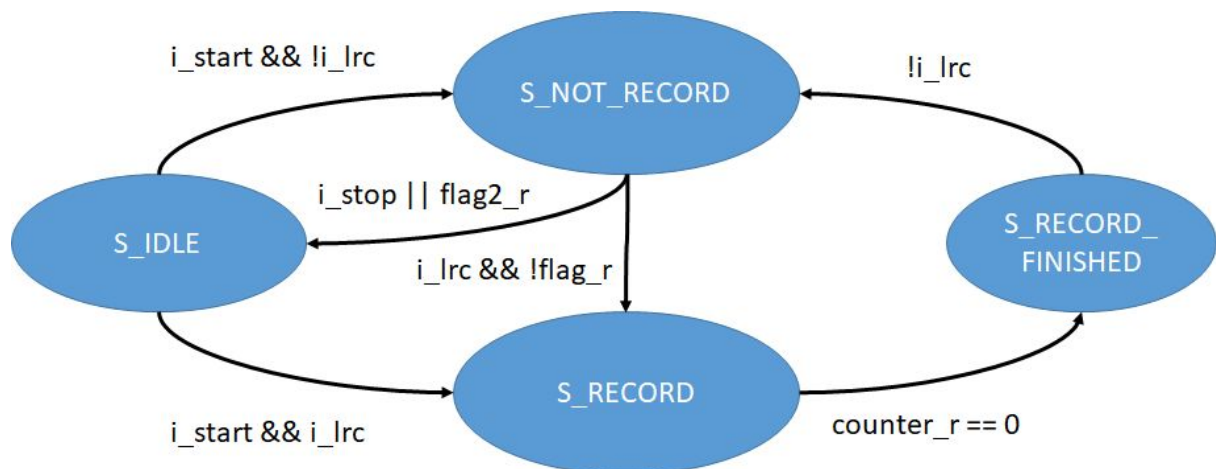 i_start && !i_lrc
S_NOT_RECORD
!i_lrc
i_stop || flag2_r
S_IDLE
S_RECORD_
FINISHED
i_lrc && !flag_r
S_RECORD
i_start && i_lrc
counter_r == 0